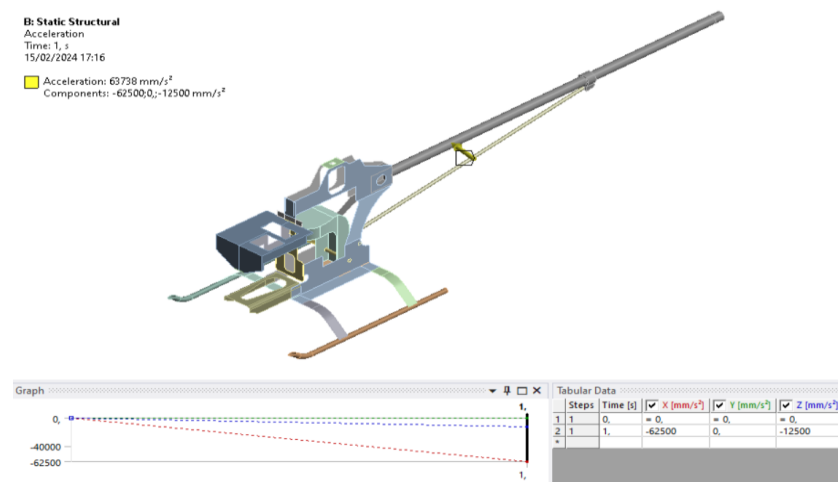 B: Static Structural
Acceleration
Time: 1, s
15/02/2024 17:16
Acceleration: 63738 mm/s²
Components: -62500;0,;-12500 mm/s²
Graph
1,
0,
-40000
-62500
1,
Tabular Data
Steps Time [s] X [mm/s²] Y [mm/s²] Z [mm/s²]
1 1 0, = 0, = 0, = 0,
2 1 1, -62500 0, -12500
*